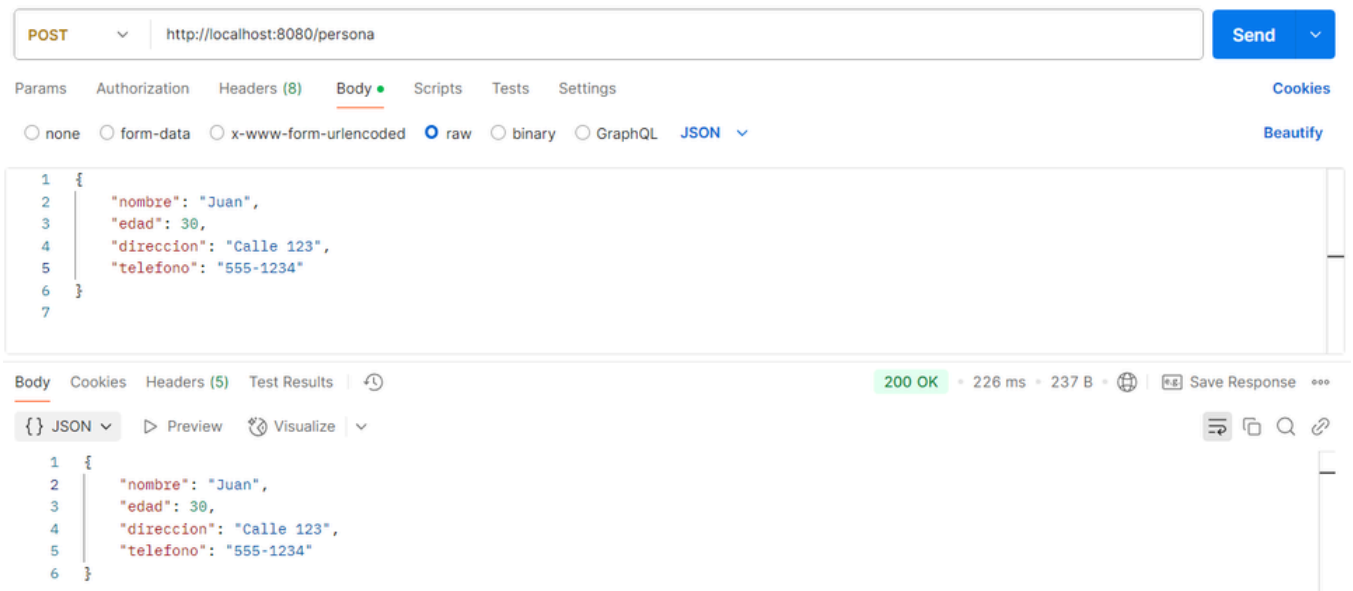 POST http://localhost:8080/persona Send
Params Authorization Headers (8) Body Scripts Tests Settings Cookies
none form-data x-www-form-urlencoded raw binary GraphQL JSON Beautify
1 {
2 "nombre": "Juan",
3 "edad": 30,
4 "direccion": "Calle 123",
5 "telefono": "555-1234"
6 }
7
Body Cookies Headers (5) Test Results 200 OK • 226 ms • 237 B • e.g. Save Response
{} JSON Preview Visualize
1 {
2 "nombre": "Juan",
3 "edad": 30,
4 "direccion": "Calle 123",
5 "telefono": "555-1234"
6 }